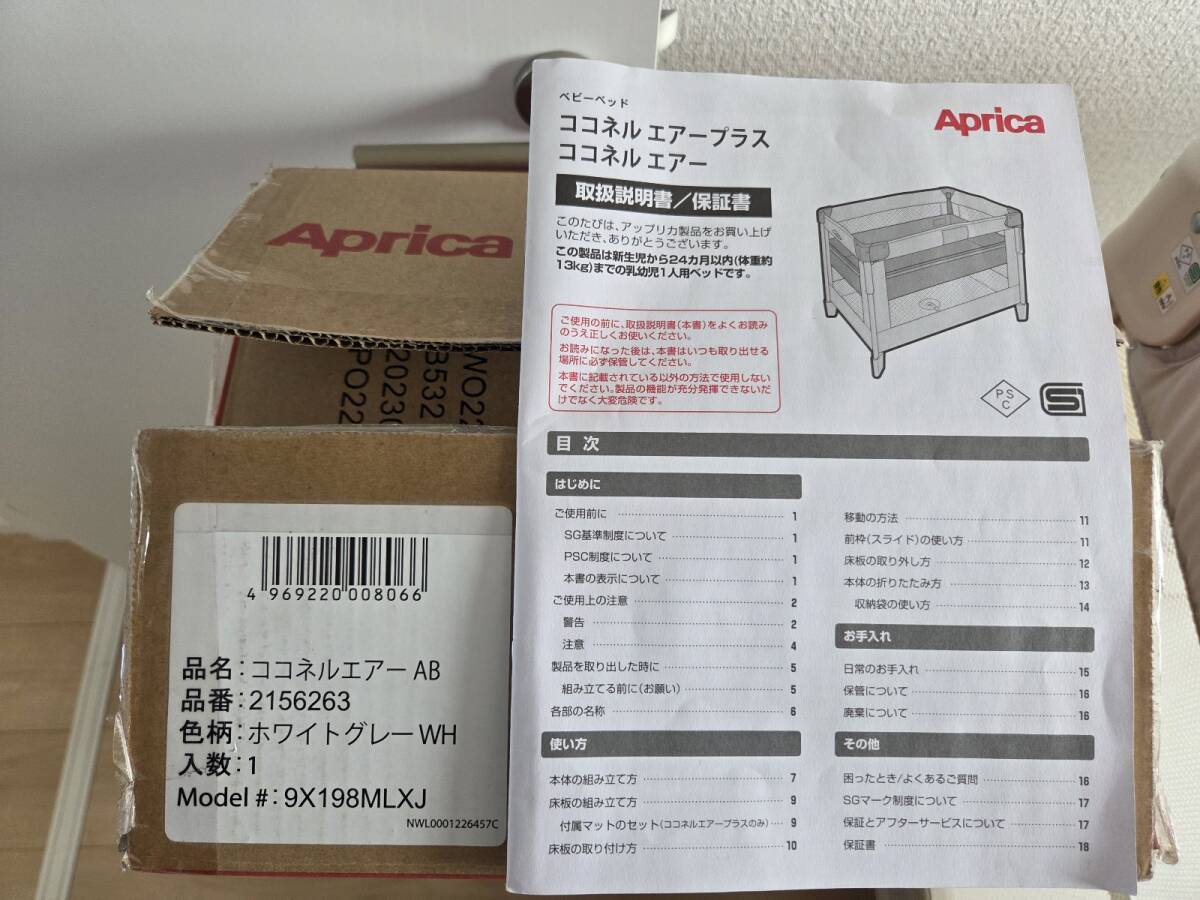 Aprica
WO22
3532
PO22
4 969220 008066
品名：ココネルエアー AB
品番：2156263
色柄：ホワイトグレー WH
入数：1
Model #：9X198MLXJ
NWL0001226457C
ベビーベッド
ココネル エアープラス
ココネル エアー
Aprica
取扱説明書／保証書
このたびは、アップリカ製品をお買い上げ
いただき、ありがとうございます。
この製品は新生児から24カ月以内(体重約
13kg)までの乳幼児1人用ベッドです。
ご使用の前に、取扱説明書(本書)をよくお読み
のうえ正しくお使いください。
お読みになった後は、本書はいつも取り出せる
場所に必ず保管してください。
本書に記載されている以外の方法で使用しない
でください。製品の機能が充分発揮できないだ
けでなく大変危険です。
PS
C
S
目次
はじめに
ご使用前に 1
SG基準制度について 1
PSC制度について 1
本書の表示について 1
ご使用上の注意 2
警告 2
注意 4
製品を取り出した時に 5
組み立てる前に(お願い) 5
各部の名称 6
使い方
本体の組み立て方 7
床板の組み立て方 9
付属マットのセット(ココネルエアープラスのみ) 9
床板の取り付け方 10
移動の方法 11
前枠(スライド)の使い方 11
床板の取り外し方 12
本体の折りたたみ方 13
収納袋の使い方 14
お手入れ
日常のお手入れ 15
保管について 16
廃棄について 16
その他
困ったとき/よくあるご質問 16
SGマーク制度について 17
保証とアフターサービスについて 17
保証書 18